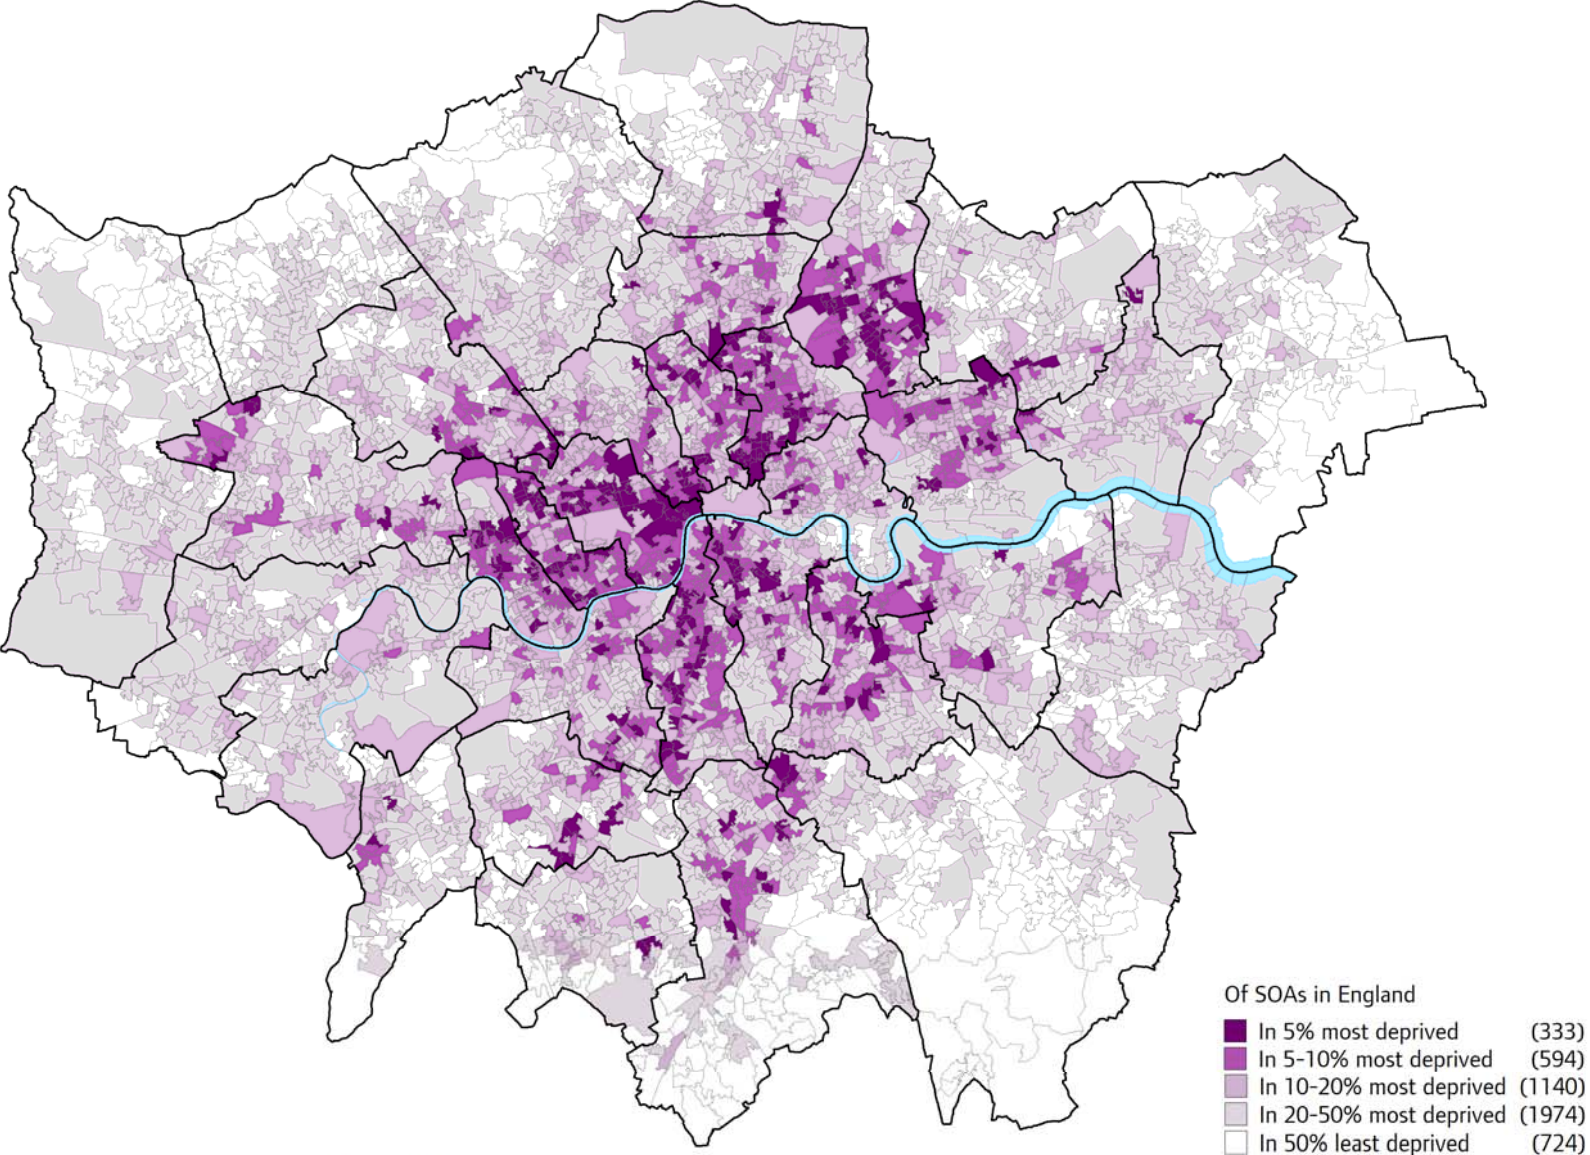 Of SOAs in England
In 5% most deprived (333)
In 5-10% most deprived (594)
In 10-20% most deprived (1140)
In 20-50% most deprived (1974)
In 50% least deprived (724)